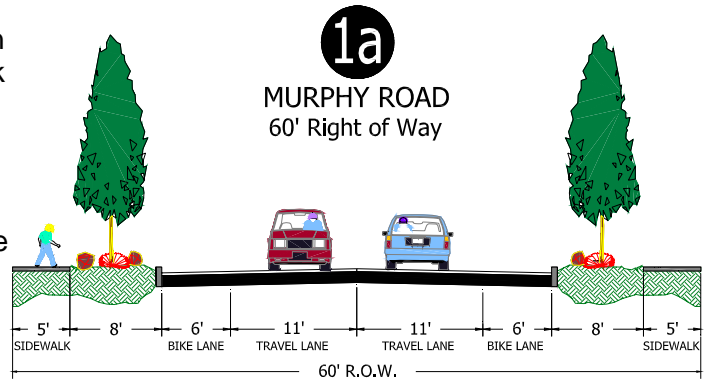 n
k
e
1a
MURPHY ROAD
60' Right of Way
5' 8' 6' 11' 11' 6' 8' 5'
SIDEWALK BIKE LANE TRAVEL LANE TRAVEL LANE BIKE LANE SIDEWALK
60' R.O.W.